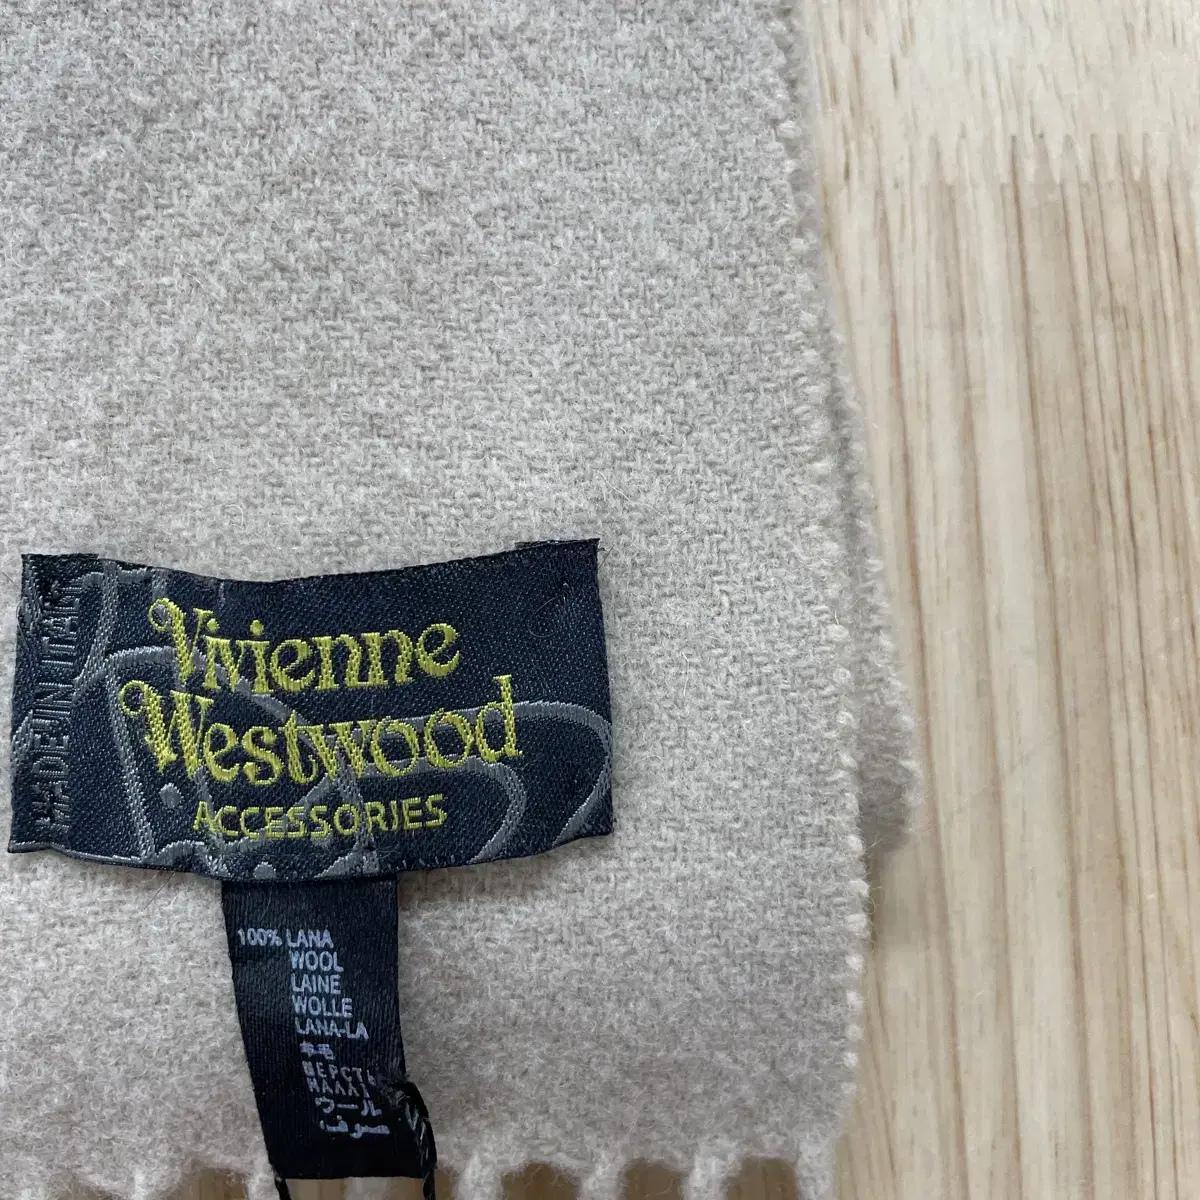 MADE IN ITALY
Vivienne
Westwood
ACCESSORIES
100% LANA
WOOL
LAINE
WOLLE
LANA-LA
羊毛
ШЕРСТЬ
ウール
صوف